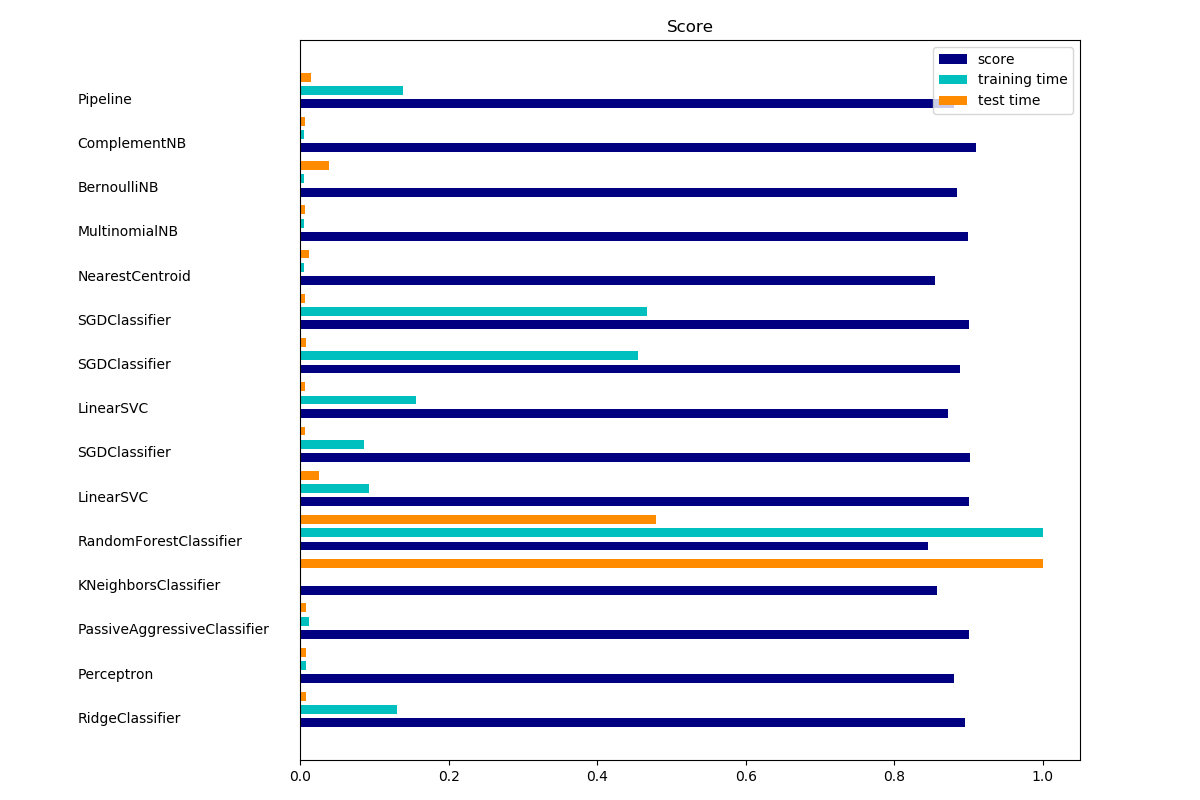 Score
score
training time
test time
Pipeline
ComplementNB
BernoulliNB
MultinomialNB
NearestCentroid
SGDClassifier
SGDClassifier
LinearSVC
SGDClassifier
LinearSVC
RandomForestClassifier
KNeighborsClassifier
PassiveAggressiveClassifier
Perceptron
RidgeClassifier
0.0 0.2 0.4 0.6 0.8 1.0